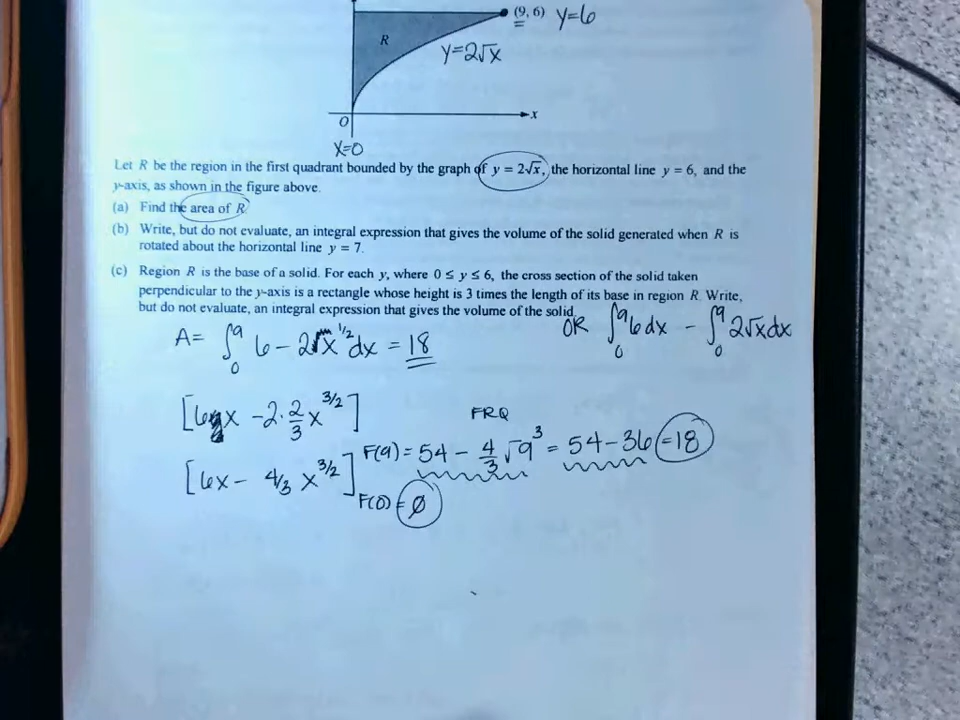 (9, 6) y=6
R
y=2√x
O
x
x=0
Let R be the region in the first quadrant bounded by the graph of y = 2√x, the horizontal line y = 6, and the
y-axis, as shown in the figure above.
(a) Find the area of R
(b) Write, but do not evaluate, an integral expression that gives the volume of the solid generated when R is
rotated about the horizontal line y = 7.
(c) Region R is the base of a solid. For each y, where 0 ≤ y ≤ 6, the cross section of the solid taken
perpendicular to the y-axis is a rectangle whose height is 3 times the length of its base in region R. Write,
but do not evaluate, an integral expression that gives the volume of the solid.
OR ∫₀⁹ 6dx − ∫₀⁹ 2√x dx
A= ∫₀⁹ 6 − 2x^1/2 dx = 18
[6x − 2·2/3 x^3/2]
FRQ
[6x − 4/3 x^3/2] F(9) = 54 − 4/3 √9^3 = 54−36 = 18
F(0) = ∅